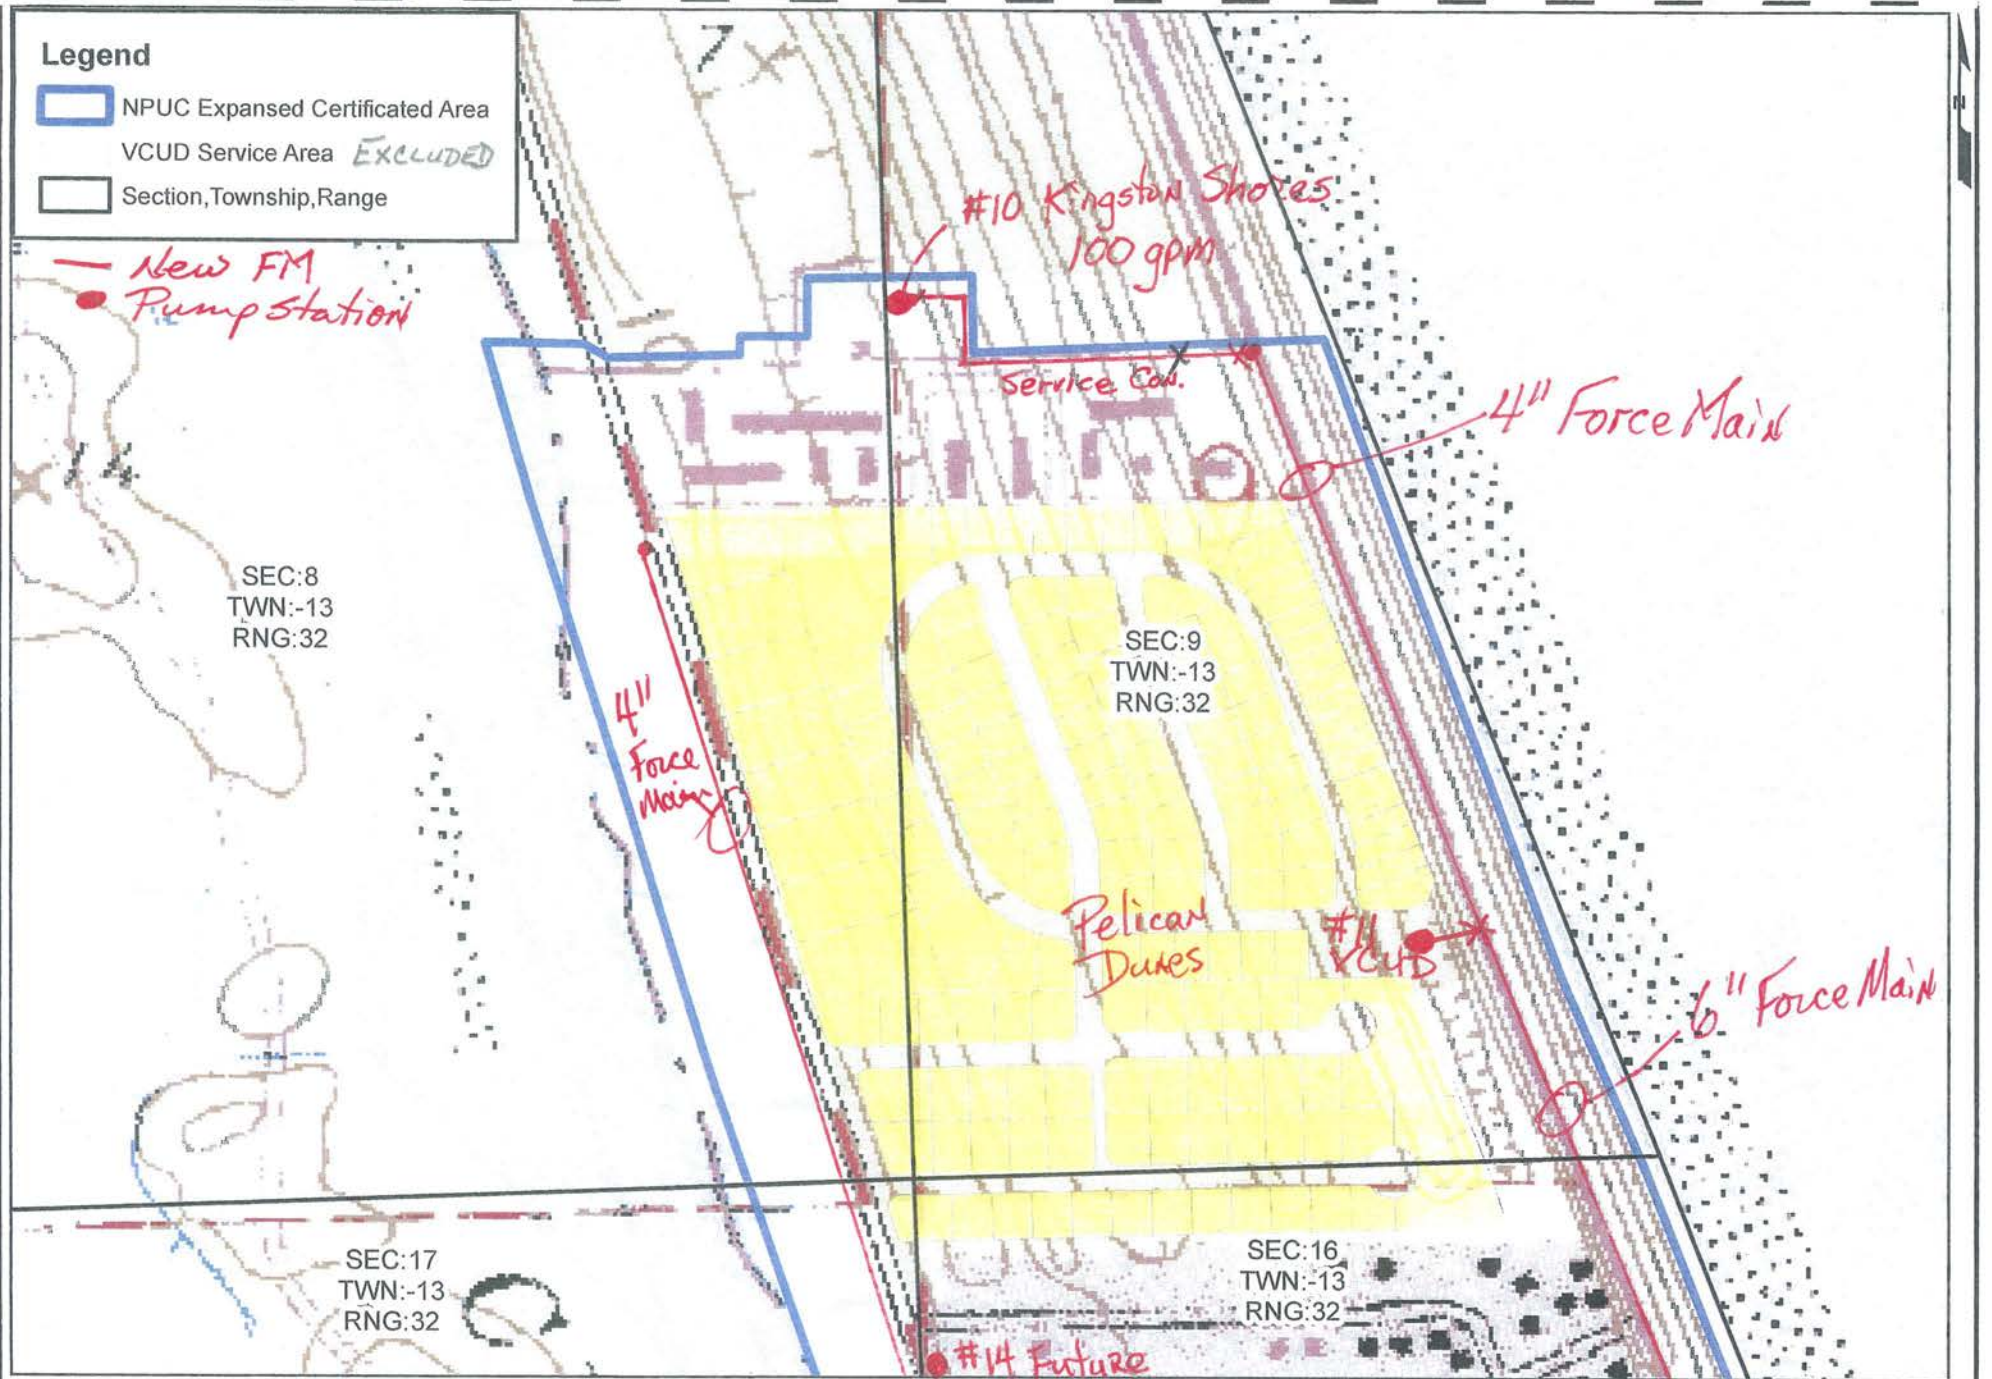 Legend
NPUC Expansed Certificated Area
VCUD Service Area EXCLUDED
Section,Township,Range
New FM
Pump Station
7
#10 Kingston Shores
100 gpm
Service Con.
4" Force Main
14
SEC:8
TWN:-13
RNG:32
SEC:9
TWN:-13
RNG:32
4"
Force
Main
Pelican
Dunes
#11
VCUD
6" Force Main
SEC:17
TWN:-13
RNG:32
SEC:16
TWN:-13
RNG:32
#14 Future